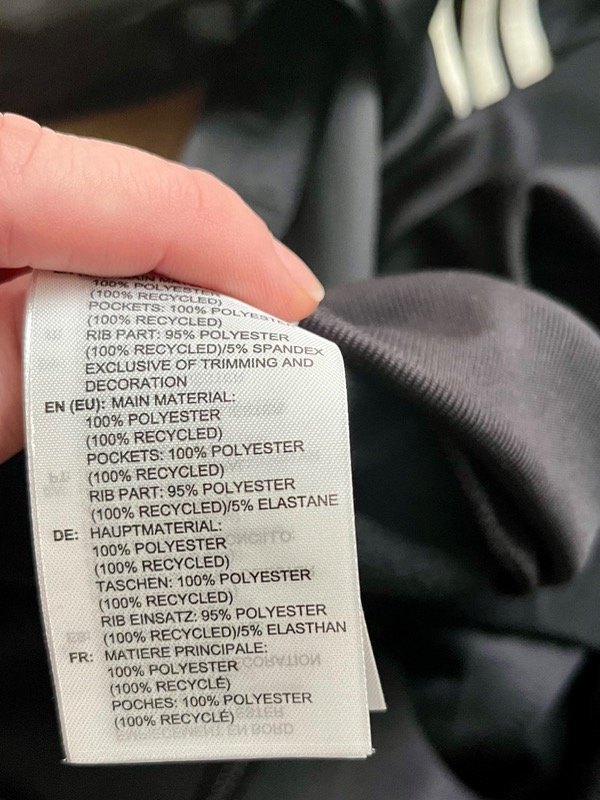 MAIN
100% POLYESTER
(100% RECYCLED)
POCKETS: 100% POLYESTER
(100% RECYCLED)
RIB PART: 95% POLYESTER
(100% RECYCLED)/5% SPANDEX
EXCLUSIVE OF TRIMMING AND
DECORATION
EN (EU): MAIN MATERIAL:
100% POLYESTER
(100% RECYCLED)
POCKETS: 100% POLYESTER
(100% RECYCLED)
RIB PART: 95% POLYESTER
(100% RECYCLED)/5% ELASTANE
DE: HAUPTMATERIAL:
100% POLYESTER
(100% RECYCLED)
TASCHEN: 100% POLYESTER
(100% RECYCLED)
RIB EINSATZ: 95% POLYESTER
(100% RECYCLED)/5% ELASTHAN
FR: MATIERE PRINCIPALE:
100% POLYESTER
(100% RECYCLÉ)
POCHES: 100% POLYESTER
(100% RECYCLÉ)